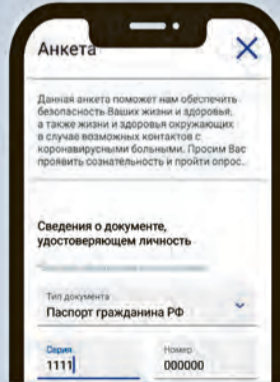 Анкета
Данная анкета поможет нам обеспечить
безопасность Ваших жизни и здоровья,
а также жизни и здоровья окружающих
в случае возможных контактов с
коронавирусными больными. Просим Вас
проявить сознательность и пройти опрос.
Сведения о документе,
удостоверяющем личность
Тип документа
Паспорт гражданина РФ
Серия Номер
1111 000000